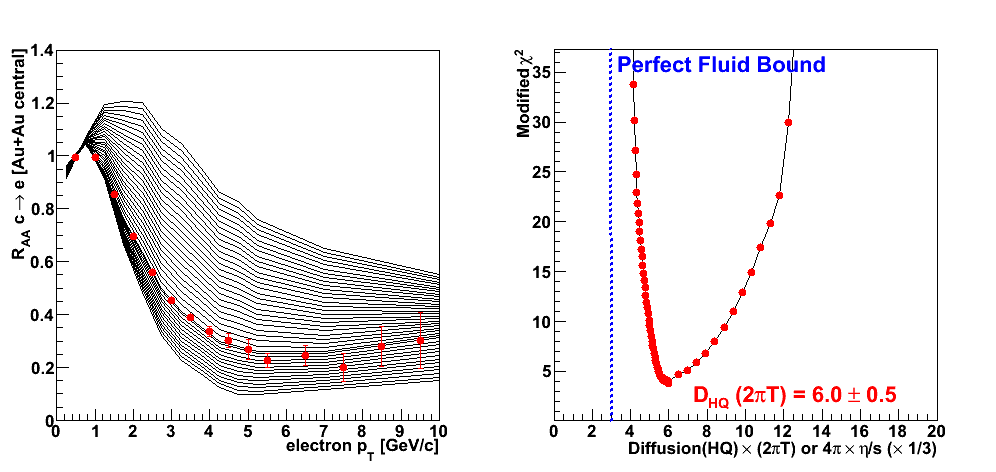 R_AA c → e [Au+Au central]
1.4
1.2
1
0.8
0.6
0.4
0.2
0
0 1 2 3 4 5 6 7 8 9 10
electron p_T [GeV/c]
Modified χ²
35
30
25
20
15
10
5
Perfect Fluid Bound
D_HQ (2πT) = 6.0 ± 0.5
0 2 4 6 8 10 12 14 16 18 20
Diffusion(HQ) × (2πT) or 4π × η/s (× 1/3)